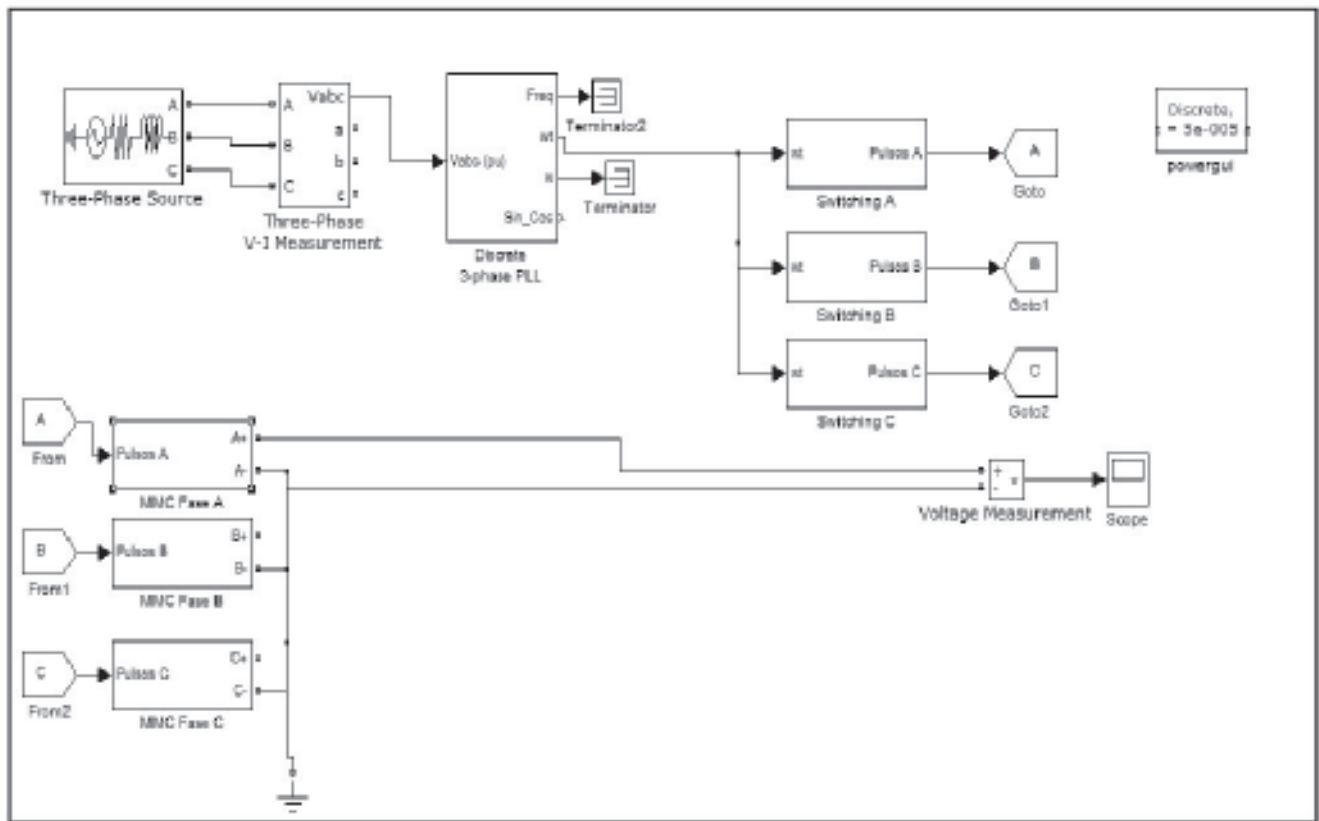 A
B
C
Three-Phase Source
A
B
C
Vabc
a
b
c
Three-Phase
V-I Measurement
Vabc (pu)
Freq
wt
w
Sin_Cos
Discrete
3-phase PLL
Terminator2
Terminator
wt
Pulsos A
Switching A
A
Goto
wt
Pulsos B
Switching B
B
Goto1
wt
Pulsos C
Switching C
C
Goto2
Discrete,
= 5e-005
powergui
A
From
Pulsos A
A+
A-
MMC Fase A
B
From1
Pulsos B
B+
B-
MMC Fase B
C
From2
Pulsos C
C+
C-
MMC Fase C
+
-
v
Voltage Measurement
Scope